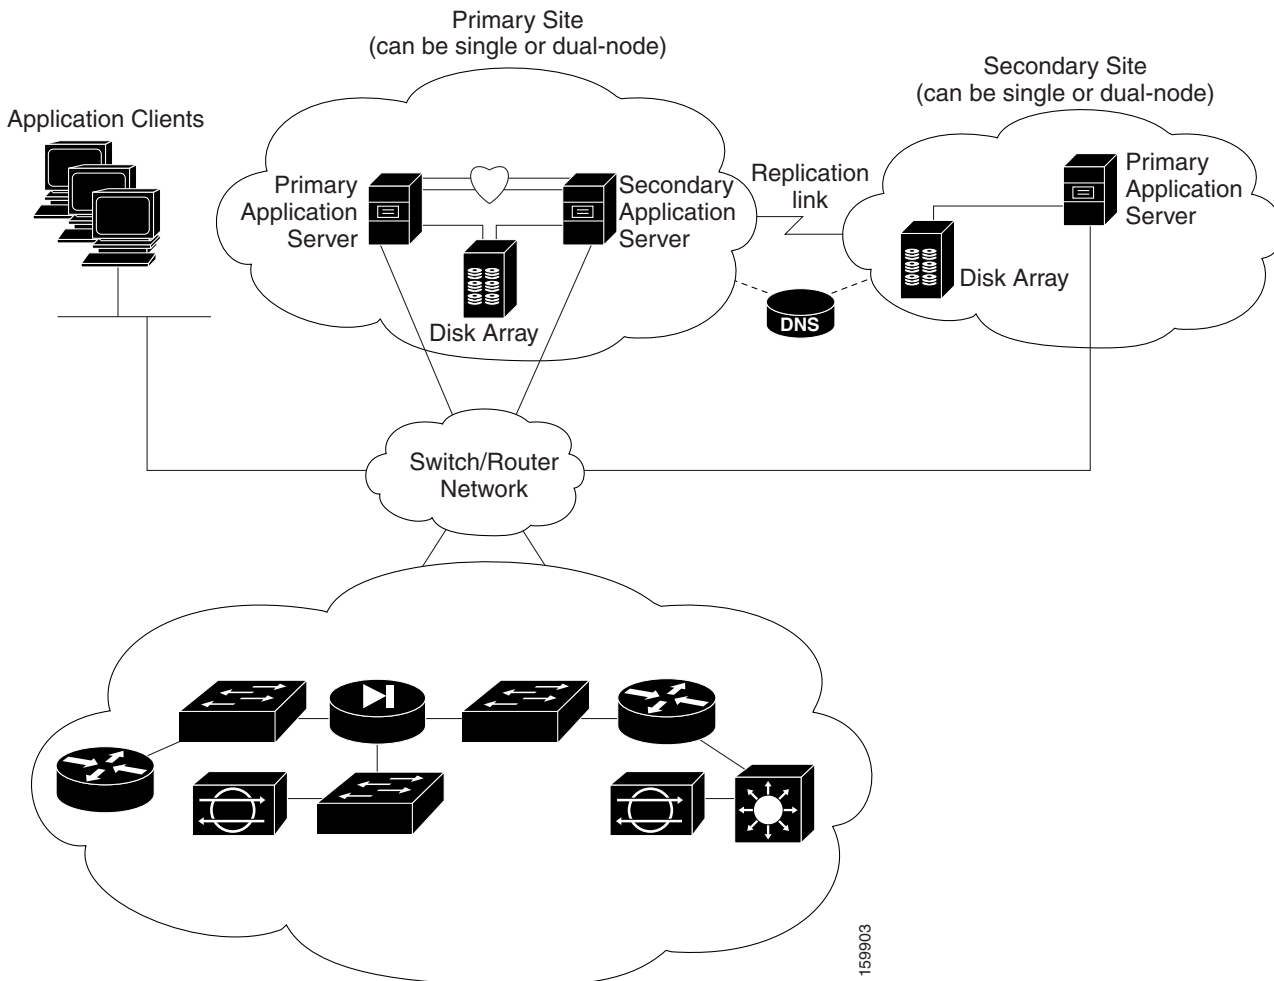 Primary Site
(can be single or dual-node)
Secondary Site
(can be single or dual-node)
Application Clients
Primary
Application
Server
Secondary
Application
Server
Disk Array
Replication
link
DNS
Primary
Application
Server
Disk Array
Switch/Router
Network
159903